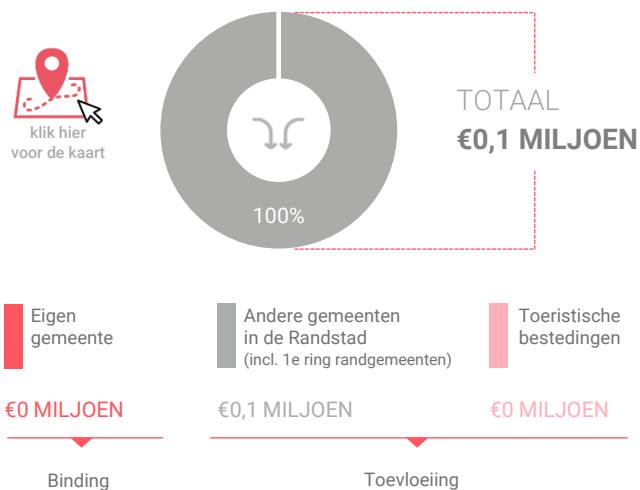 klik hier
voor de kaart
100%
TOTAAL
€0,1 MILJOEN
Eigen
gemeente
€0 MILJOEN
Andere gemeenten
in de Randstad
(incl. 1e ring randgemeenten)
€0,1 MILJOEN
Toeristische
bestedingen
€0 MILJOEN
Binding
Toevloeiing